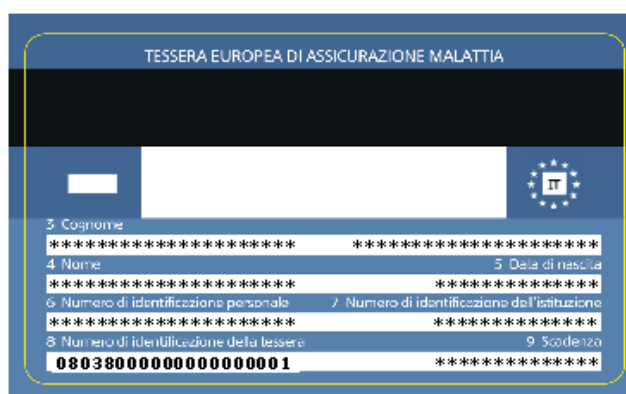 TESSERA EUROPEA DI ASSICURAZIONE MALATTIA
IT
3 Cognome
********************* *********************
4 Nome 5 Data di nascita
********************* **************
6 Numero di identificazione personale 7 Numero di identificazione dell'istituzione
********************* **************
8 Numero di identificazione della tessera 9 Scadenza
08038000000000000001 **************